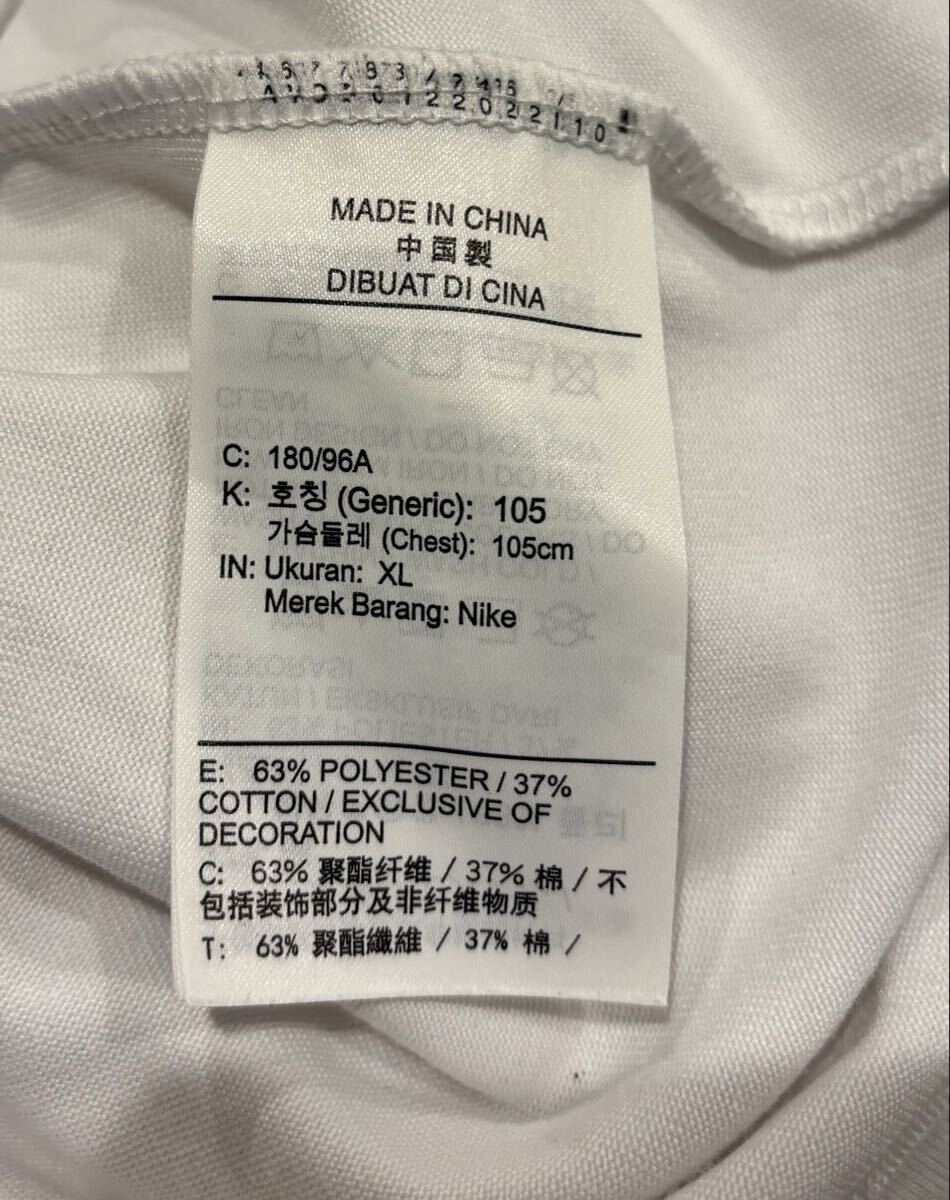 MADE IN CHINA
中国製
DIBUAT DI CINA
C: 180/96A
K: 호칭 (Generic): 105
가슴둘레 (Chest): 105cm
IN: Ukuran: XL
Merek Barang: Nike
E: 63% POLYESTER / 37%
COTTON / EXCLUSIVE OF
DECORATION
C: 63% 聚酯纤维 / 37% 棉 / 不
包括装饰部分及非纤维物质
T: 63% 聚酯纖維 / 37% 棉 /